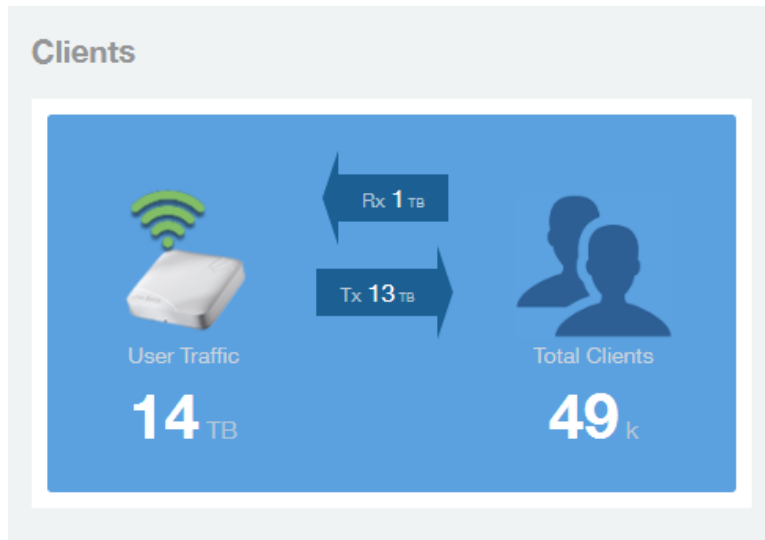 Clients
Rx 1 TB
Tx 13 TB
User Traffic
Total Clients
14 TB
49 k